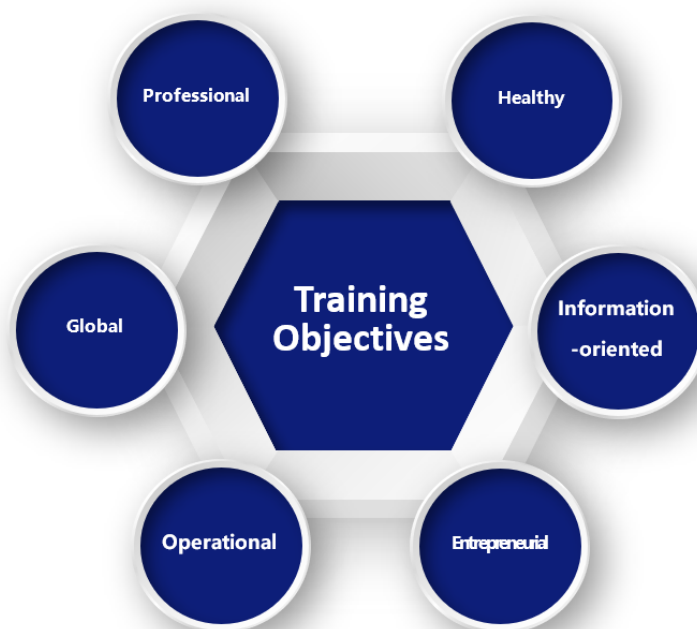 Professional
Healthy
Global
Training
Objectives
Information
-oriented
Operational
Entrepreneurial